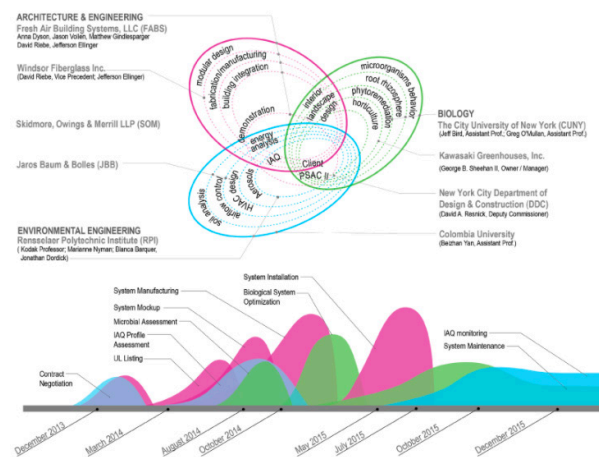 ARCHITECTURE & ENGINEERING
Fresh Air Building Systems, LLC (FABS)
Anna Dyson, Jason Vollen, Matthew Gindlesparger
David Riebe, Jefferson Ellinger
Windsor Fiberglass Inc.
(David Riebe, Vice Precedent; Jefferson Ellinger)
Skidmore, Owings & Merrill LLP (SOM)
Jaros Baum & Bolles (JBB)
ENVIRONMENTAL ENGINEERING
Rensselaer Polytechnic Institute (RPI)
( Kodak Professor; Marianne Nyman; Bianca Barquer,
Jonathan Dordick)
modular design
fabrication/manufacturing
building integration
demonstration
energy
analysis
IAQ
interior
landscape
design
microorganisms behavior
root rhizosphere
phytoremediation
horticulture
Client
PSAC II
Aerosols
HVAC design
airflow control
soil analysis
BIOLOGY
The City University of New York (CUNY)
(Jeff Bird, Assistant Prof., Greg O'Mullen, Assistant Prof.)
Kawasaki Greenhouses, Inc.
(George B. Sheehan II, Owner / Manager)
New York City Department of
Design & Construction (DDC)
(David A. Resnick, Deputy Commissioner)
Colombia University
(Beizhan Yan, Assistant Prof.)
System Installation
System Manufacturing
Biological System
Optimization
System Mockup
Microbial Assessment
IAQ Profile
Assessment
UL Listing
Contract
Negotiation
IAQ monitoring
System Maintenance
December 2013
March 2014
August 2014
October 2014
May 2015
July 2015
October 2015
December 2015